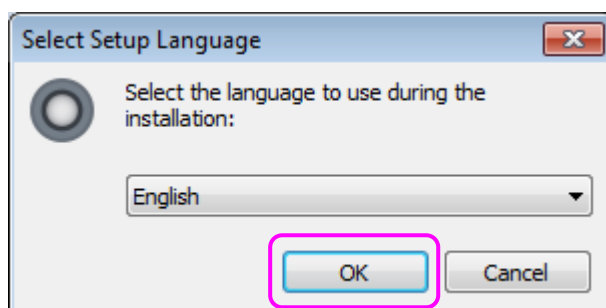 Select Setup Language
Select the language to use during the
installation:
English
OK
Cancel